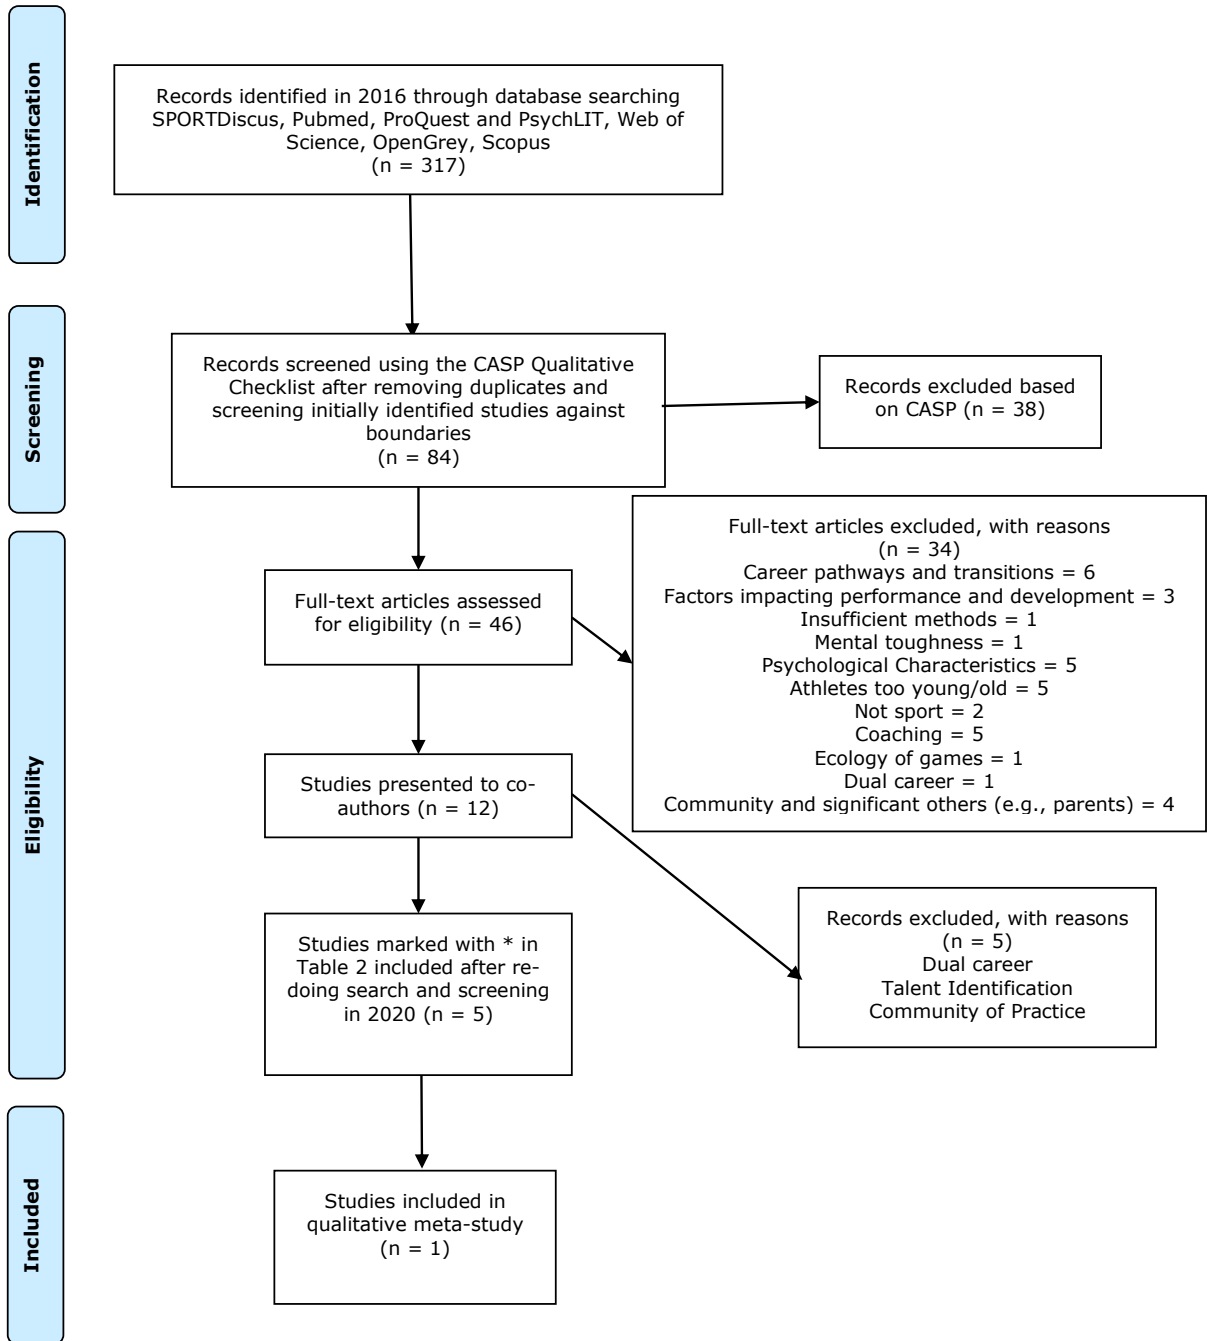 Identification
Records identified in 2016 through database searching
SPORTDiscus, Pubmed, ProQuest and PsychLIT, Web of
Science, OpenGrey, Scopus
(n = 317)
Screening
Records screened using the CASP Qualitative
Checklist after removing duplicates and
screening initially identified studies against
boundaries
(n = 84)
Records excluded based
on CASP (n = 38)
Eligibility
Full-text articles assessed
for eligibility (n = 46)
Full-text articles excluded, with reasons
(n = 34)
Career pathways and transitions = 6
Factors impacting performance and development = 3
Insufficient methods = 1
Mental toughness = 1
Psychological Characteristics = 5
Athletes too young/old = 5
Not sport = 2
Coaching = 5
Ecology of games = 1
Dual career = 1
Community and significant others (e.g., parents) = 4
Studies presented to co-
authors (n = 12)
Records excluded, with reasons
(n = 5)
Dual career
Talent Identification
Community of Practice
Studies marked with * in
Table 2 included after re-
doing search and screening
in 2020 (n = 5)
Included
Studies included in
qualitative meta-study
(n = 1)